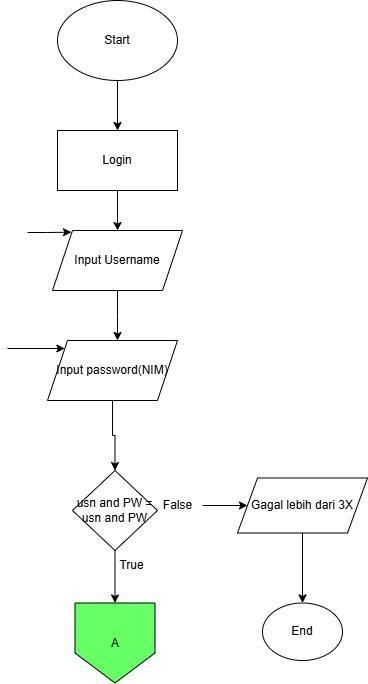 Start
Login
Input Username
Input password(NIM)
usn and PW =
usn and PW
False
Gagal lebih dari 3X
True
End
A